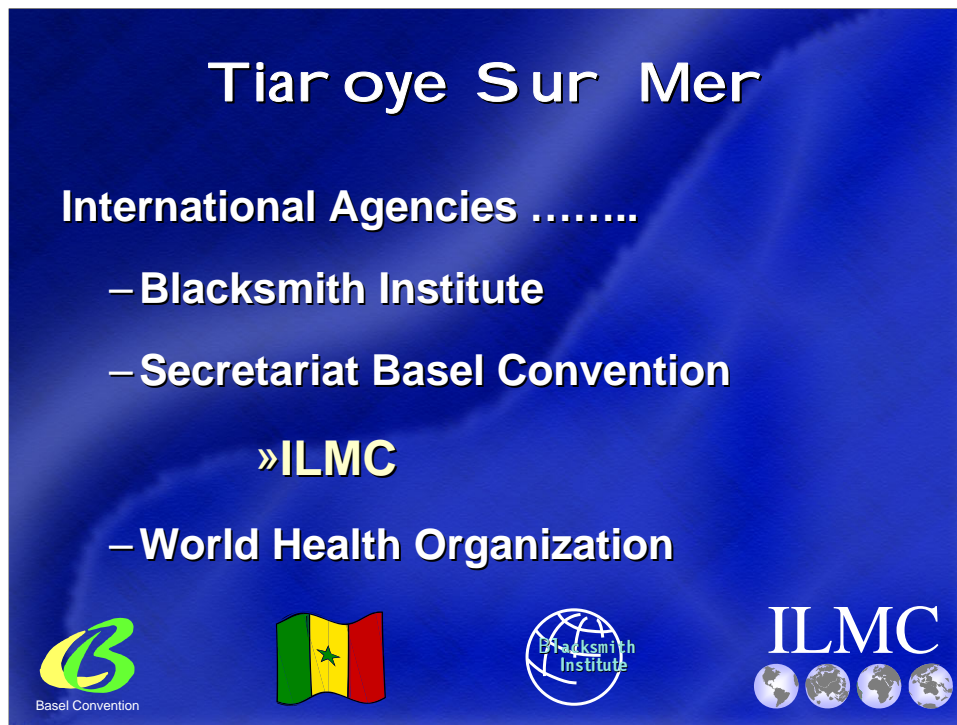 Tiaroye Sur Mer
International Agencies ……..
– Blacksmith Institute
– Secretariat Basel Convention
»ILMC
– World Health Organization
Basel Convention
Blacksmith
Institute
ILMC